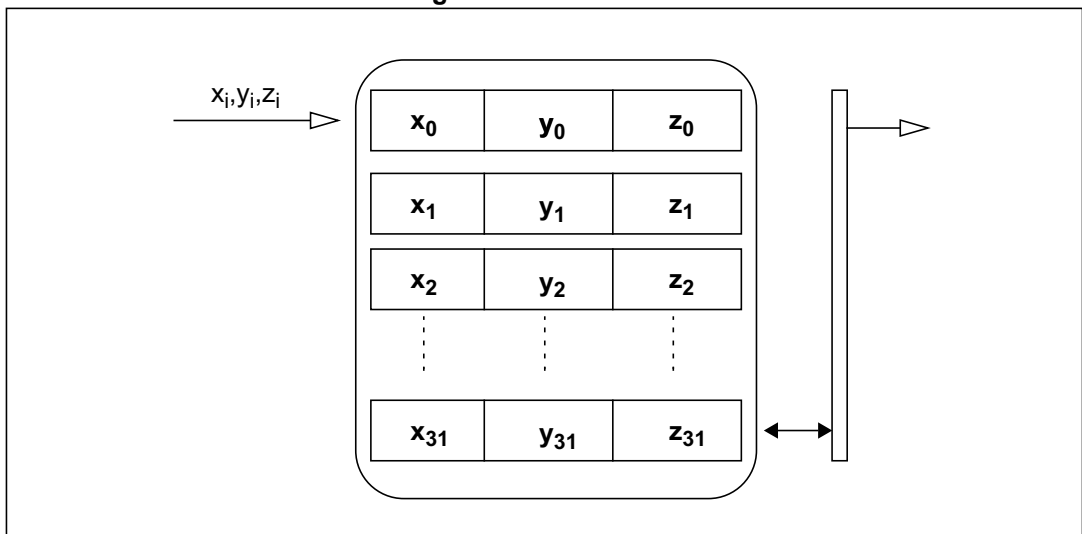 xᵢ,yᵢ,zᵢ
x₀ y₀ z₀
x₁ y₁ z₁
x₂ y₂ z₂
x₃₁ y₃₁ z₃₁